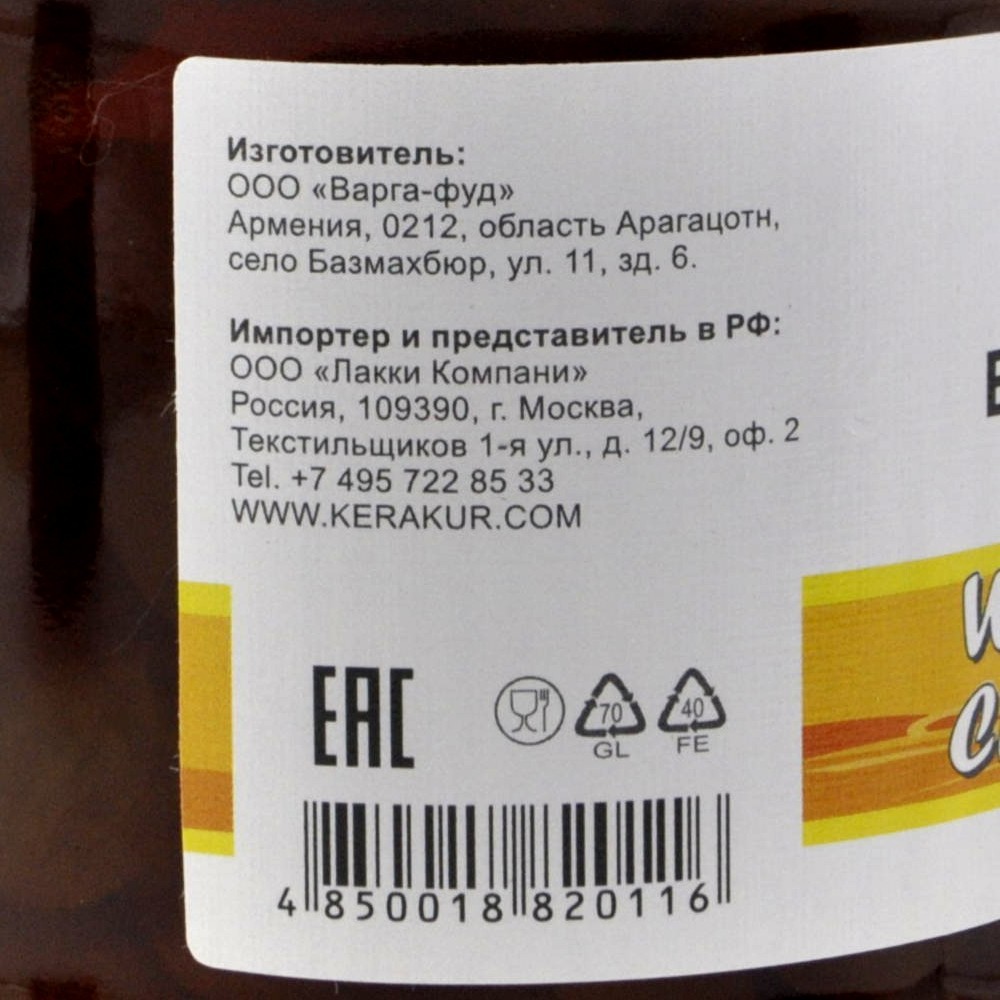 Изготовитель:
ООО «Варга-фуд»
Армения, 0212, область Арагацотн,
село Базмахбюр, ул. 11, зд. 6.
Импортер и представитель в РФ:
ООО «Лакки Компани»
Россия, 109390, г. Москва,
Текстильщиков 1-я ул., д. 12/9, оф. 2
Tel. +7 495 722 85 33
WWW.KERAKUR.COM
EAC
70
GL
40
FE
4 850018 820116